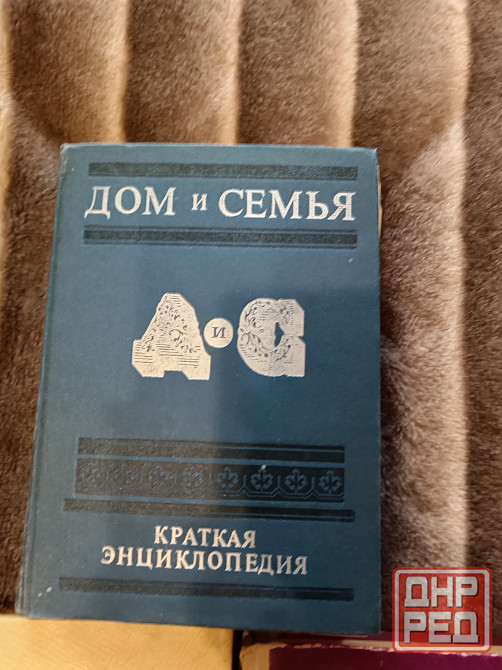 ДОМ и СЕМЬЯ
Д и С
КРАТКАЯ
ЭНЦИКЛОПЕДИЯ
ДНР
РЕД